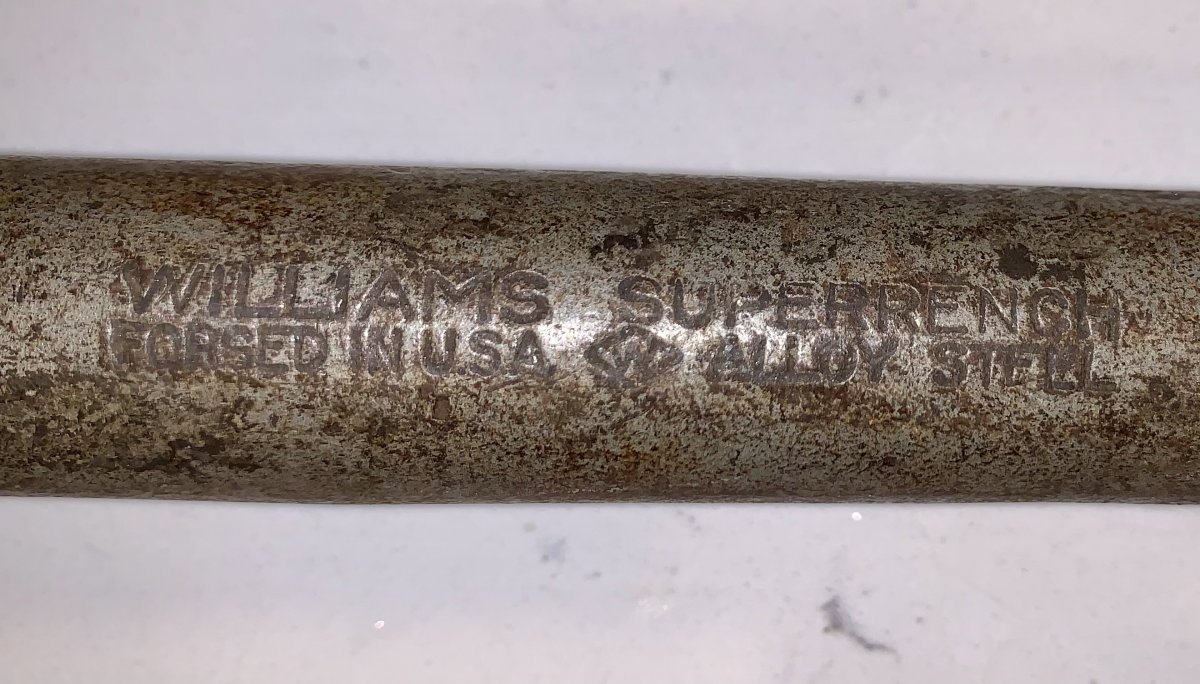 WILLIAMS SUPERRENCH
FORGED IN USA <W> ALLOY STEEL